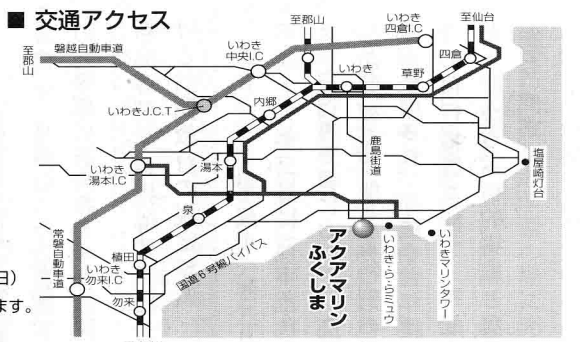 ■ 交通アクセス
至郡山
磐越自動車道
いわき
中央I.C
至郡山
いわき
四倉I.C
至仙台
四倉
草野
いわき
いわきJ.C.T
内郷
鹿島街道
塩屋崎灯台
いわき
湯本I.C
湯本
泉
常磐自動車道
植田
いわき
勿来I.C
勿来
国道6号線バイパス
アクアマリン
ふくしま
いわき・ら・ら・ミュウ
いわきマリンタワー
日）
ます。